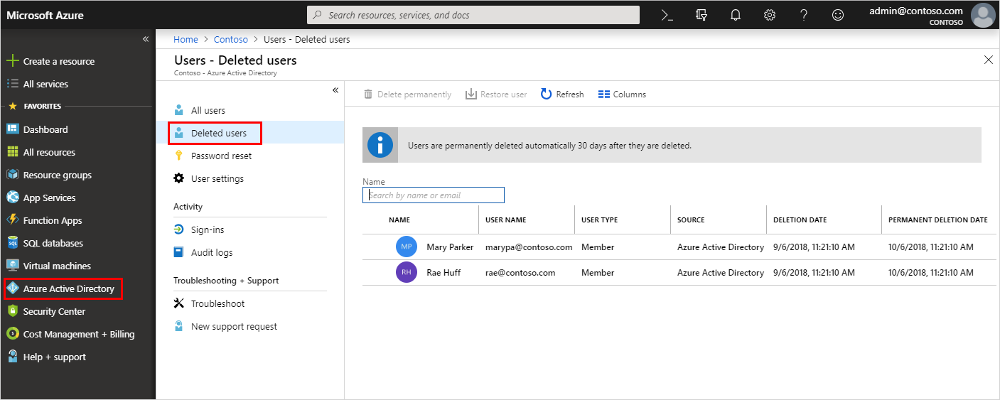 Microsoft Azure
Search resources, services, and docs
admin@contoso.com
CONTOSO
Create a resource
All services
FAVORITES
Dashboard
All resources
Resource groups
App Services
Function Apps
SQL
SQL databases
Virtual machines
Azure Active Directory
Security Center
Cost Management + Billing
Help + support
Home > Contoso > Users - Deleted users
Users - Deleted users
Contoso - Azure Active Directory
All users
Deleted users
Password reset
User settings
Activity
Sign-ins
Audit logs
Troubleshooting + Support
Troubleshoot
New support request
Delete permanently Restore user Refresh Columns
Users are permanently deleted automatically 30 days after they are deleted.
Name
Search by name or email
NAME USER NAME USER TYPE SOURCE DELETION DATE PERMANENT DELETION DATE
MP Mary Parker marypa@contoso.com Member Azure Active Directory 9/6/2018, 11:21:10 AM 10/6/2018, 11:21:10 AM
RH Rae Huff rae@contoso.com Member Azure Active Directory 9/6/2018, 11:21:10 AM 10/6/2018, 11:21:10 AM